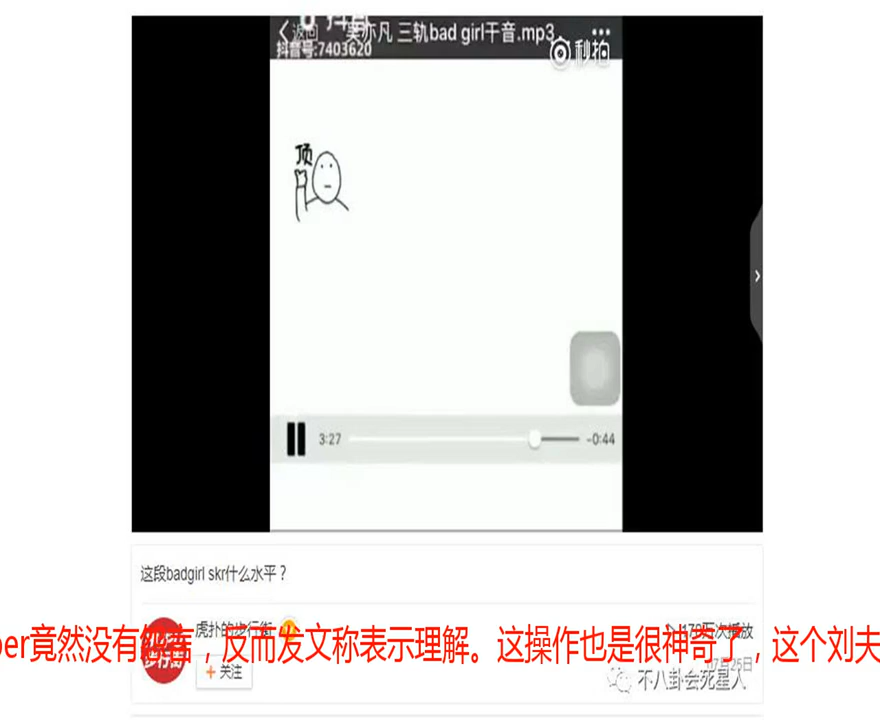 返回 吴亦凡 三轨bad girl干音.mp3
抖音号:7403620
秒拍
顶
3:27
-0:44
这段badgirl skr什么水平？
虎扑的步行街
per竟然没有 ，反而发文称表示理解。这操作也是很神奇了，这个刘夫
+关注
不八卦会死星人